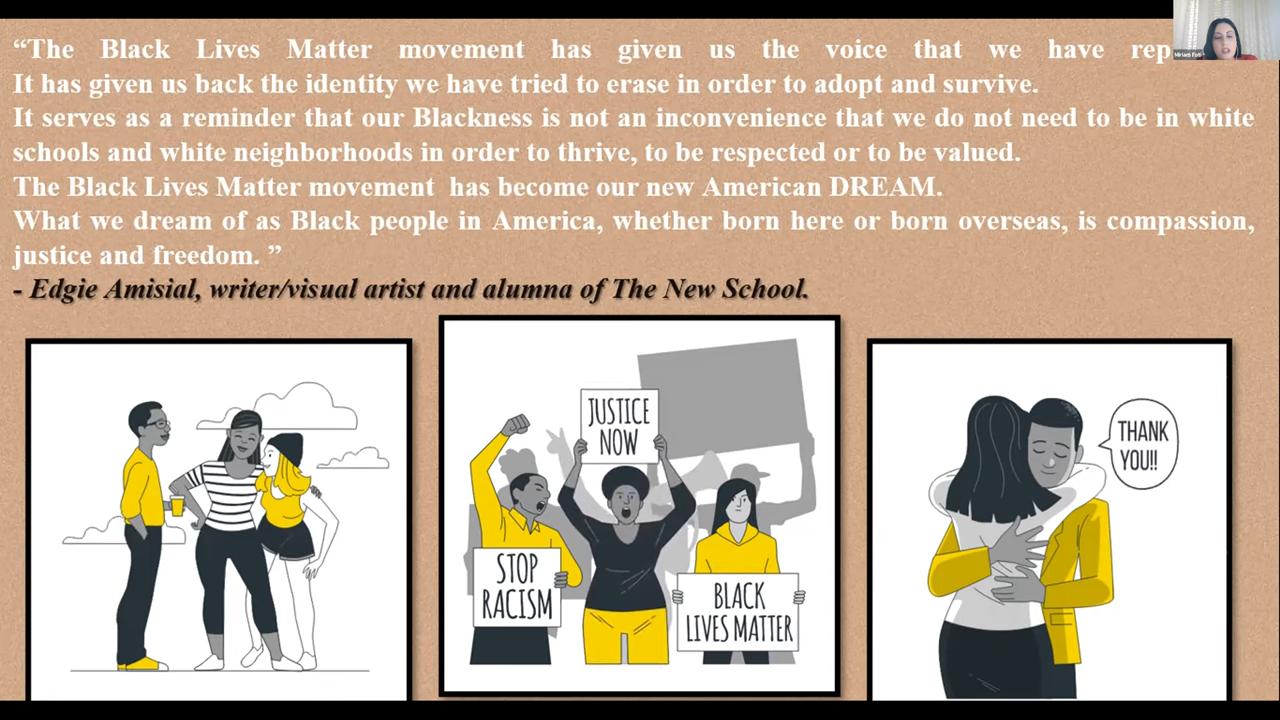 “The Black Lives Matter movement has given us the voice that we have
It has given us back the identity we have tried to erase in order to adopt and survive.
It serves as a reminder that our Blackness is not an inconvenience that we do not need to be in white
schools and white neighborhoods in order to thrive, to be respected or to be valued.
The Black Lives Matter movement has become our new American DREAM.
What we dream of as Black people in America, whether born here or born overseas, is compassion,
justice and freedom. ”
- Edgie Amisial, writer/visual artist and alumna of The New School.
JUSTICE
NOW
STOP
RACISM
BLACK
LIVES MATTER
THANK
YOU!!